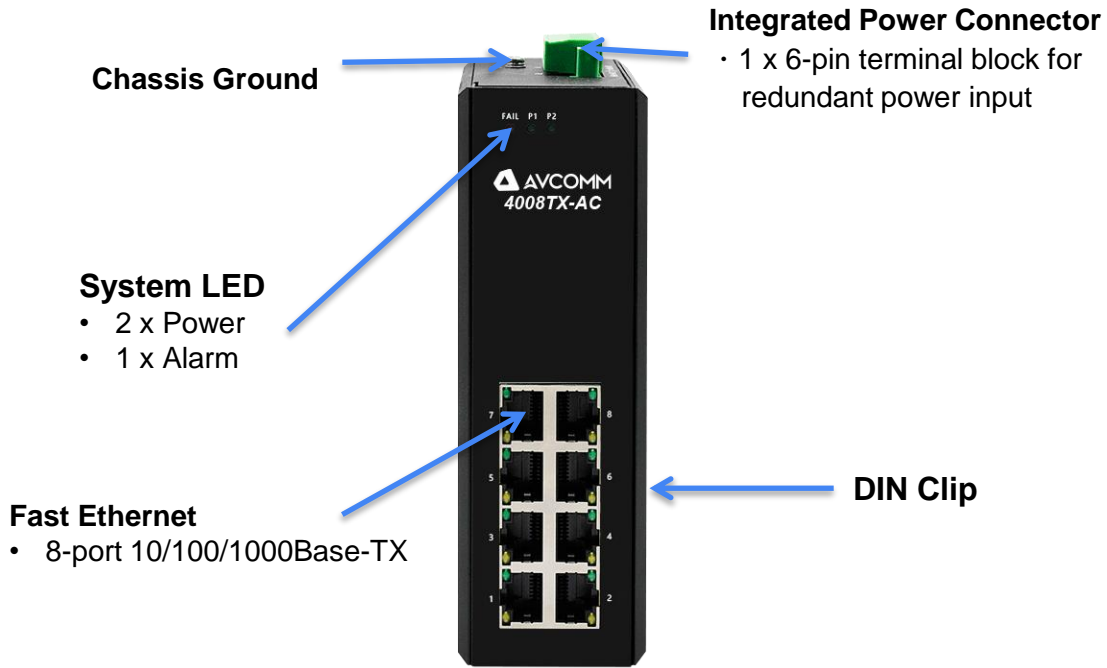 Integrated Power Connector
· 1 x 6-pin terminal block for
redundant power input
Chassis Ground
FAIL P1 P2
AVCOMM
4008TX-AC
System LED
• 2 x Power
• 1 x Alarm
7 8
5 6
DIN Clip
Fast Ethernet
• 8-port 10/100/1000Base-TX
3 4
1 2